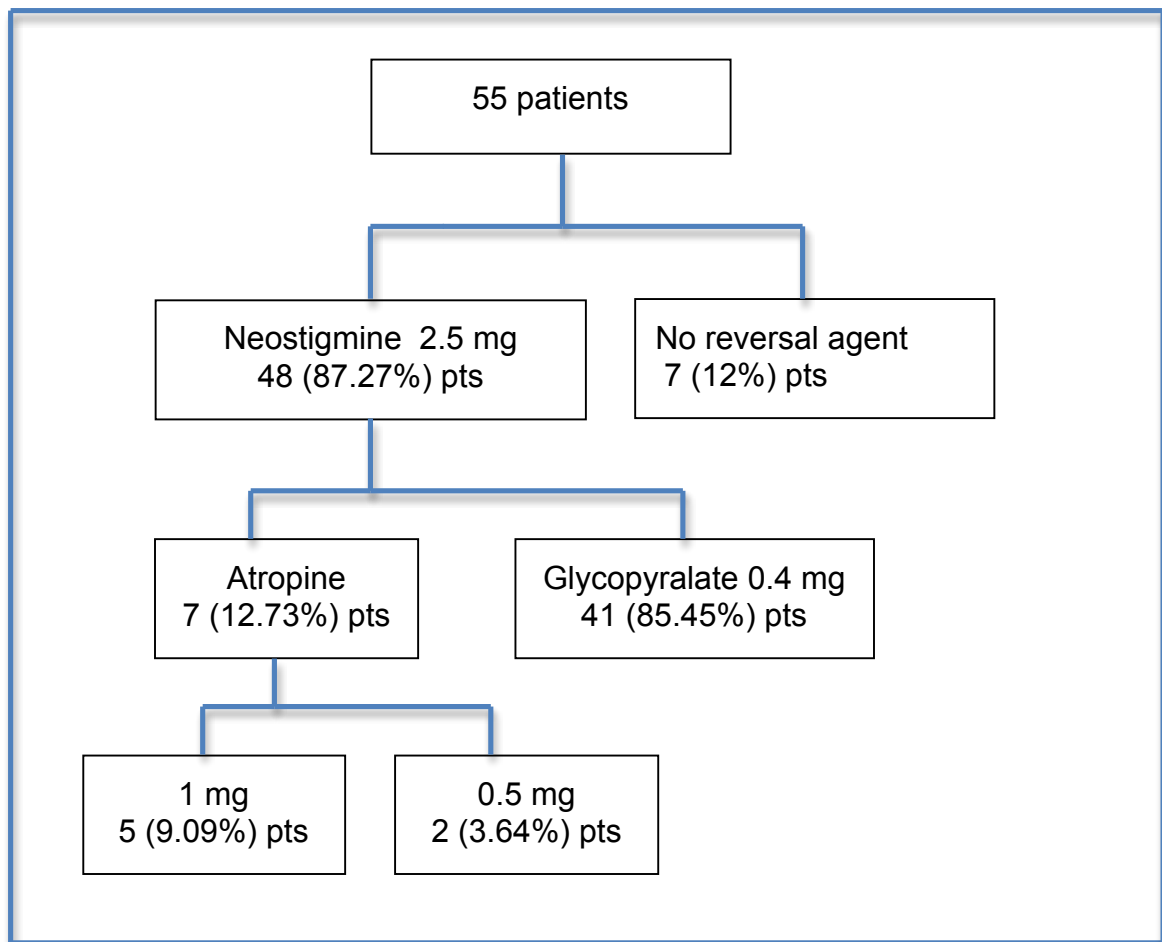 55 patients
Neostigmine 2.5 mg
48 (87.27%) pts
No reversal agent
7 (12%) pts
Atropine
7 (12.73%) pts
Glycopyralate 0.4 mg
41 (85.45%) pts
1 mg
5 (9.09%) pts
0.5 mg
2 (3.64%) pts